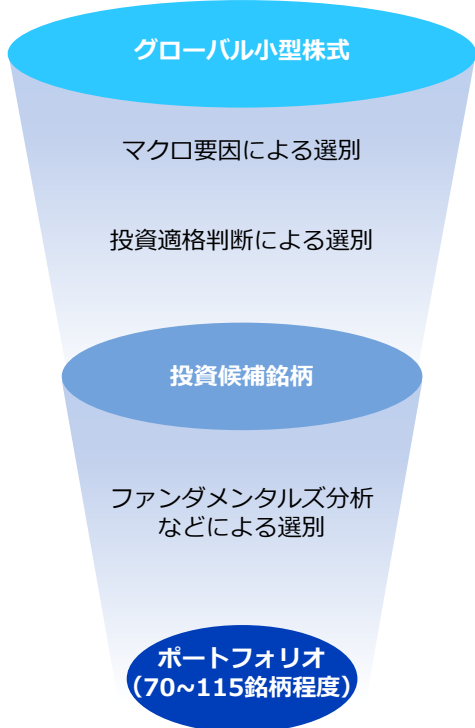 グローバル小型株式
マクロ要因による選別
投資適格判断による選別
投資候補銘柄
ファンダメンタルズ分析
などによる選別
ポートフォリオ
（70~115銘柄程度）